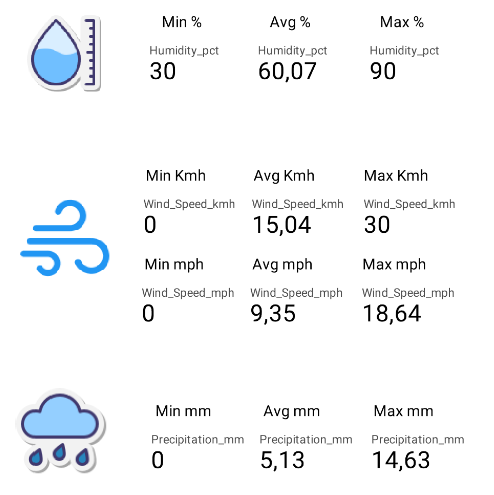 Min % Avg % Max %
Humidity_pct Humidity_pct Humidity_pct
30 60,07 90
Min Kmh Avg Kmh Max Kmh
Wind_Speed_kmh Wind_Speed_kmh Wind_Speed_kmh
0 15,04 30
Min mph Avg mph Max mph
Wind_Speed_mph Wind_Speed_mph Wind_Speed_mph
0 9,35 18,64
Min mm Avg mm Max mm
Precipitation_mm Precipitation_mm Precipitation_mm
0 5,13 14,63